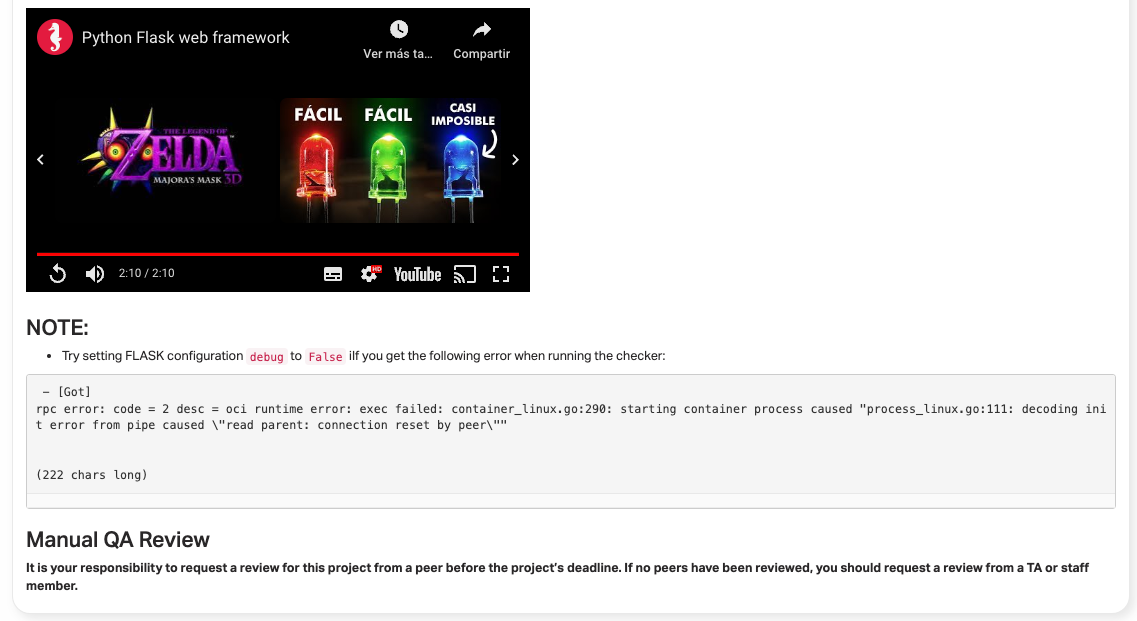 Python Flask web framework
Ver más ta...
Compartir
THE LEGEND OF
ZELDA
MAJORA'S MASK 3D
FÁCIL
FÁCIL
CASI
IMPOSIBLE
2:10 / 2:10
HD
YouTube
NOTE:
• Try setting FLASK configuration debug to False iIf you get the following error when running the checker:
– [Got]
rpc error: code = 2 desc = oci runtime error: exec failed: container_linux.go:290: starting container process caused "process_linux.go:111: decoding ini
t error from pipe caused \"read parent: connection reset by peer\""
(222 chars long)
Manual QA Review
It is your responsibility to request a review for this project from a peer before the project's deadline. If no peers have been reviewed, you should request a review from a TA or staff
member.